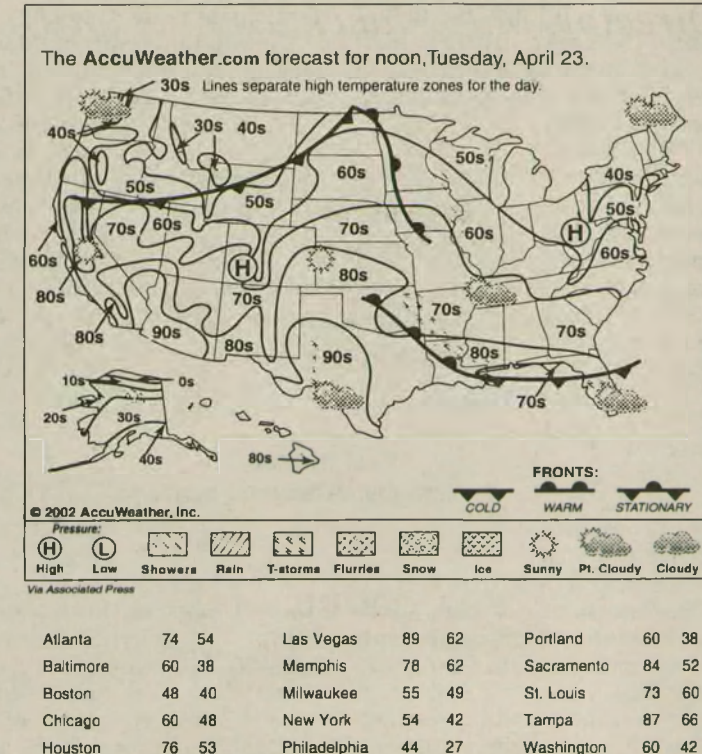 The AccuWeather.com forecast for noon, Tuesday, April 23.
30s Lines separate high temperature zones for the day.
40s
30s 40s
50s
50s
60s
50s
40s
50s
70s 60s
70s
60s
60s
60s
H
H
80s
80s
70s
70s
70s
80s
90s
80s
90s
80s
70s
10s
0s
20s
30s
40s
80s
FRONTS:
COLD WARM STATIONARY
© 2002 AccuWeather, Inc.
Pressure:
H L
High Low Showers Rain T-storms Flurries Snow Ice Sunny Pt. Cloudy Cloudy
Via Associated Press
Atlanta 74 54 Las Vegas 89 62 Portland 60 38
Baltimore 60 38 Memphis 78 62 Sacramento 84 52
Boston 48 40 Milwaukee 55 49 St. Louis 73 60
Chicago 60 48 New York 54 42 Tampa 87 66
Houston 76 53 Philadelphia 44 27 Washington 60 42